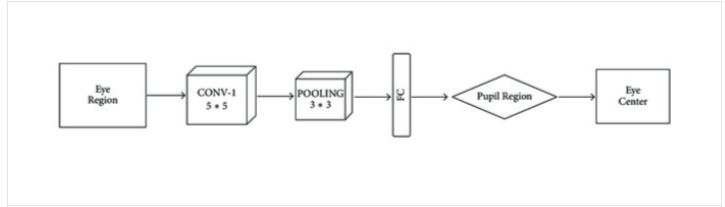 Eye
Region
CONV-1
5 * 5
POOLING
3 * 3
FC
Pupil Region
Eye
Center